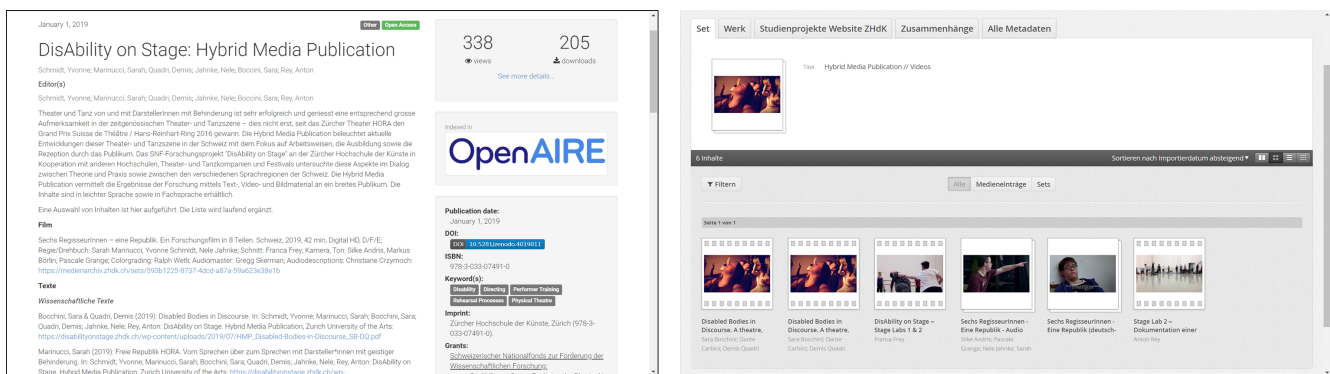 January 1, 2019
Other Open Access
DisAbility on Stage: Hybrid Media Publication
Schmidt, Yvonne; Marinucci, Sarah; Quadri, Demis; Jahnke, Nele; Boccini, Sara; Rey, Anton
Editor(s)
Schmidt, Yvonne; Marinucci, Sarah; Quadri, Demis; Jahnke, Nele; Boccini, Sara; Rey, Anton
Theater und Tanz von und mit DarstellerInnen mit Behinderung ist sehr erfolgreich und geniesst eine entsprechend grosse
Aufmerksamkeit in der zeitgenössischen Theater- und Tanzszene – dies nicht erst, seit das Zürcher Theater HORA den
Grand Prix Suisse de Théâtre / Hans-Reinhart-Ring 2016 gewann. Die Hybrid Media Publication beleuchtet aktuelle
Entwicklungen dieser Theater- und Tanzszene in der Schweiz mit dem Fokus auf Arbeitsweisen, die Ausbildung sowie die
Rezeption durch das Publikum. Das SNF-Forschungsprojekt "DisAbility on Stage" an der Zürcher Hochschule der Künste in
Kooperation mit anderen Hochschulen, Theater- und Tanzkompanien und Festivals untersuchte diese Aspekte im Dialog
zwischen Theorie und Praxis sowie zwischen den verschiedenen Sprachregionen der Schweiz. Die Hybrid Media
Publication vermittelt die Ergebnisse der Forschung mittels Text-, Video- und Bildmaterial an ein breites Publikum. Die
Inhalte sind in leichter Sprache sowie in Fachsprache erhältlich.
Eine Auswahl von Inhalten ist hier aufgeführt. Die Liste wird laufend ergänzt.
Film
Sechs RegisseurInnen – eine Republik. Ein Forschungsfilm in 8 Teilen. Schweiz, 2019, 42 min, Digital HD, D/F/E;
Regie/Drehbuch: Sarah Marinucci, Yvonne Schmidt, Nele Jahnke; Schnitt: Franca Frey; Kamera, Ton: Silke Andris, Markus
Börlin, Pascale Grange; Colorgrading: Ralph Wetli; Audiomaster: Gregg Skerman; Audiodescriptions: Christiane Crzymoch:
https://medienarchiv.zhdk.ch/sets/593b1225-8737-4dcd-a87a-59a623e38e1b
Texte
Wissenschaftliche Texte
Bocchini, Sara & Quadri, Demis (2019): Disabled Bodies in Discourse. In: Schmidt, Yvonne; Marinucci, Sarah; Bocchini, Sara;
Quadri, Demis; Jahnke, Nele; Rey, Anton: DisAbility on Stage. Hybrid Media Publication, Zurich University of the Arts:
https://disabilityonstage.zhdk.ch/wp-content/uploads/2019/07/HMP_Disabled-Bodies-in-Discourse_SB-DQ.pdf
Marinucci, Sarah (2019): Freie Republik HORA. Vom Sprechen über zum Sprechen mit Darsteller*innen mit geistiger
Behinderung. In: Schmidt, Yvonne; Marinucci, Sarah; Bocchini, Sara; Quadri, Demis; Jahnke, Nele; Rey, Anton: DisAbility on
Stage. Hybrid Media Publication, Zurich University of the Arts: https://disabilityonstage.zhdk.ch/wp-
338 205
views downloads
See more details...
Indexed in
OpenAIRE
Publication date:
January 1, 2019
DOI:
DOI 10.5281/zenodo.4019011
ISBN:
978-3-033-07491-0
Keyword(s):
Disability Directing Performer Training
Rehearsal Processes Physical Theatre
Imprint:
Zürcher Hochschule der Künste, Zürich (978-3-
033-07491-0).
Grants:
Schweizerischer Nationalfonds zur Förderung der
Wissenschaftlichen Forschung:
Set Werk Studienprojekte Website ZHdK Zusammenhänge Alle Metadaten
Titel Hybrid Media Publication // Videos
6 Inhalte
Sortieren nach Importierdatum absteigend
Filtern
Alle Medieneinträge Sets
Seite 1 von 1
Disabled Bodies in
Discourse. A theatre,
Sara Bocchini; Dante
Carbini; Demis Quadri
Disabled Bodies in
Discourse. A theatre,
Sara Bocchini; Dante
Carbini; Demis Quadri
DisAbility on Stage –
Stage Labs 1 & 2
Franca Frey
Sechs RegisseurInnen -
Eine Republik - Audio
Silke Andris; Pascale
Grange; Nele Jahnke; Sarah
Sechs RegisseurInnen -
Eine Republik (deutsch-
Stage Lab 2 –
Dokumentation einer
Anton Rey